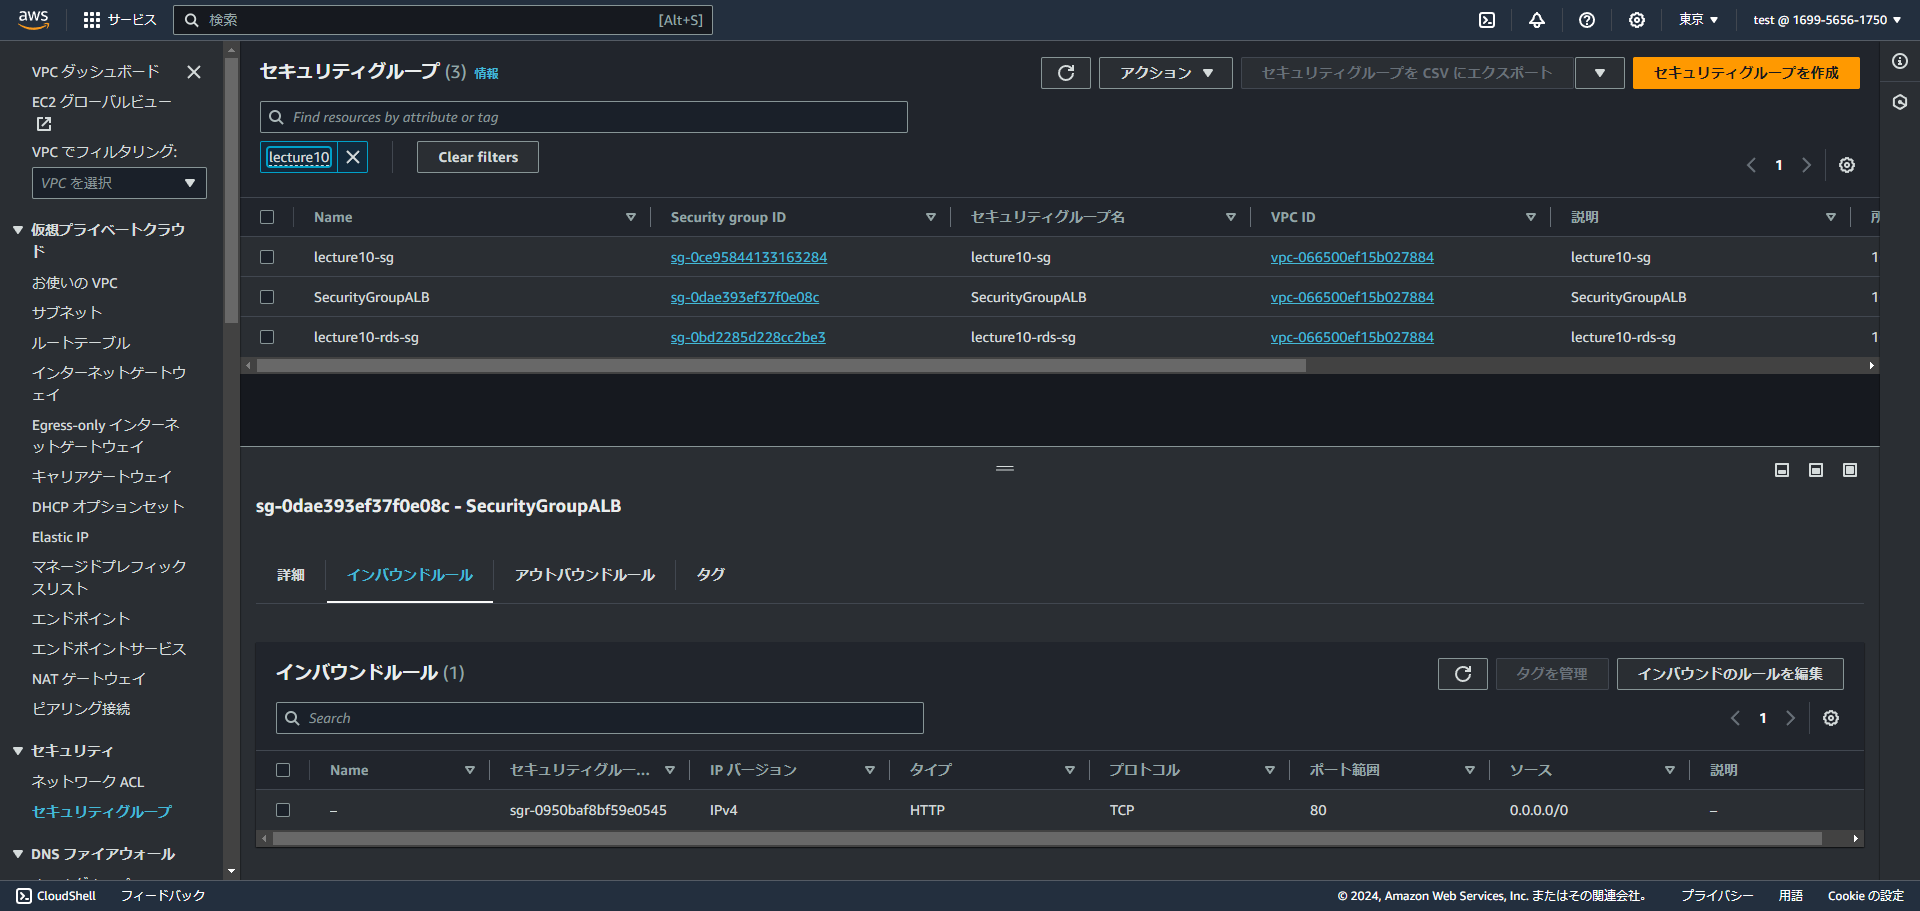 aws サービス 検索 [Alt+S] 東京 test @ 1699-5656-1750
VPC ダッシュボード
EC2 グローバルビュー
VPC でフィルタリング:
VPC を選択
仮想プライベートクラウ
ド
お使いの VPC
サブネット
ルートテーブル
インターネットゲートウ
ェイ
Egress-only インターネ
ットゲートウェイ
キャリアゲートウェイ
DHCP オプションセット
Elastic IP
マネージドプレフィック
スリスト
エンドポイント
エンドポイントサービス
NAT ゲートウェイ
ピアリング接続
セキュリティ
ネットワーク ACL
セキュリティグループ
DNS ファイアウォール
セキュリティグループ (3) 情報
アクション セキュリティグループを CSV にエクスポート セキュリティグループを作成
Find resources by attribute or tag
lecture10 Clear filters
1
Name Security group ID セキュリティグループ名 VPC ID 説明
lecture10-sg sg-0ce95844133163284 lecture10-sg vpc-066500ef15b027884 lecture10-sg 1
SecurityGroupALB sg-0dae393ef37f0e08c SecurityGroupALB vpc-066500ef15b027884 SecurityGroupALB 1
lecture10-rds-sg sg-0bd2285d228cc2be3 lecture10-rds-sg vpc-066500ef15b027884 lecture10-rds-sg 1
sg-0dae393ef37f0e08c - SecurityGroupALB
詳細 インバウンドルール アウトバウンドルール タグ
インバウンドルール (1)
タグを管理 インバウンドのルールを編集
Search
1
Name セキュリティグルー... IP バージョン タイプ プロトコル ポート範囲 ソース 説明
– sgr-0950baf8bf59e0545 IPv4 HTTP TCP 80 0.0.0.0/0 –
CloudShell フィードバック © 2024, Amazon Web Services, Inc. またはその関連会社。 プライバシー 用語 Cookie の設定